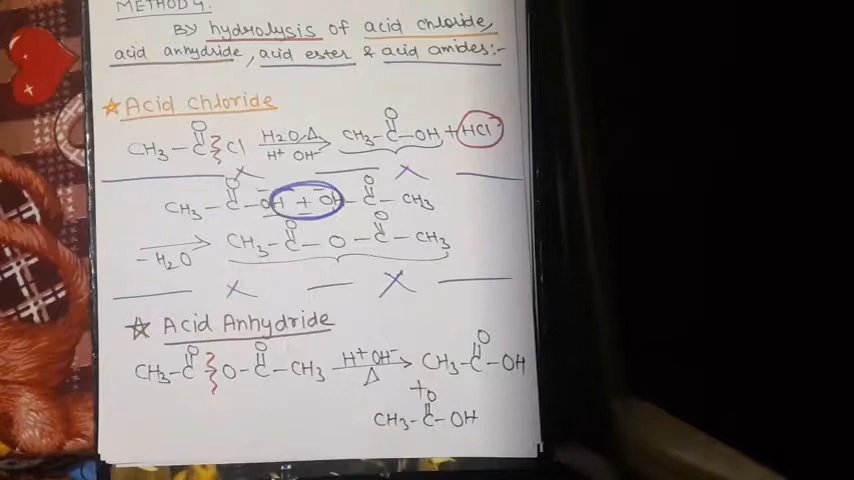 METHOD 4.
By hydrolysis of acid chloride,
acid anhydride, acid ester & acid amides:-
☆ Acid Chloride
O O
CH₃ – C Cl H₂O, Δ CH₃ – C – OH + HCl
H⁺ OH⁻
× ×
O O
CH₃ – C – OH + OH – C – CH₃
O O
→ CH₃ – C – O – C – CH₃
– H₂O
× ×
☆ Acid Anhydride
O O O
CH₃ – C O – C – CH₃ H⁺ OH⁻ → CH₃ – C – OH
Δ
+
O
CH₃ – C – OH